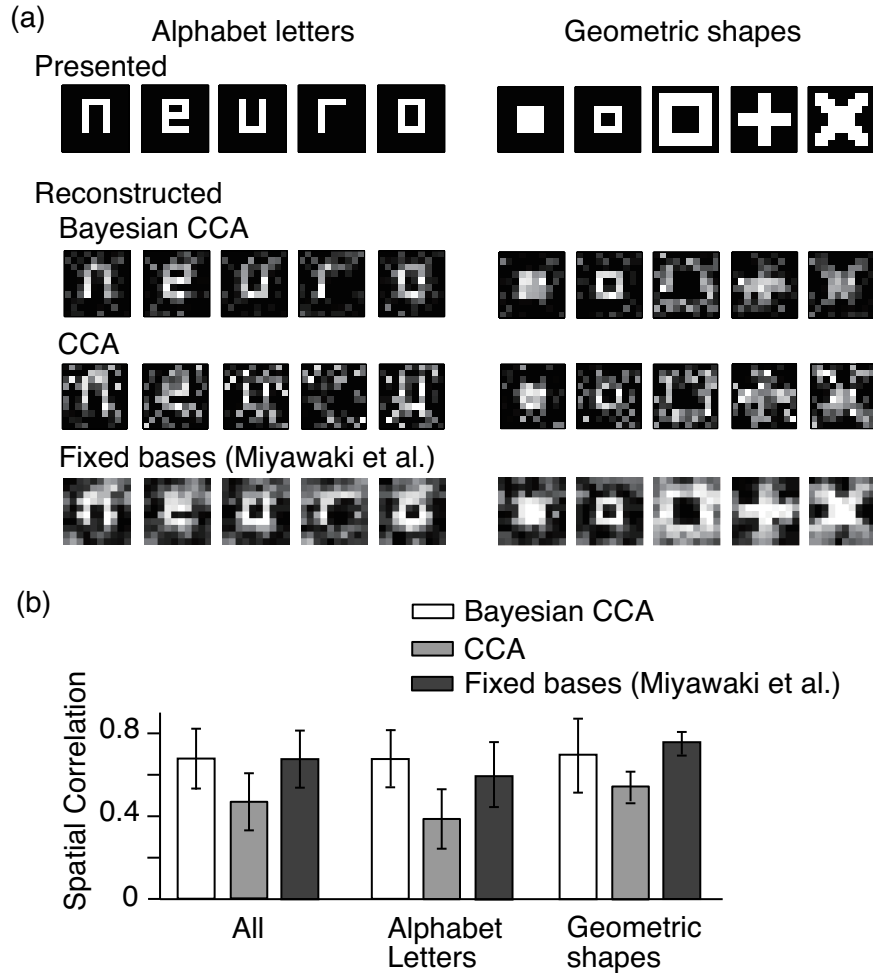 (a)
Alphabet letters
Geometric shapes
Presented
n e u r o
Reconstructed
Bayesian CCA
CCA
Fixed bases (Miyawaki et al.)
(b)
Bayesian CCA
CCA
Fixed bases (Miyawaki et al.)
Spatial Correlation
0.8
0.4
0
All
Alphabet
Letters
Geometric
shapes